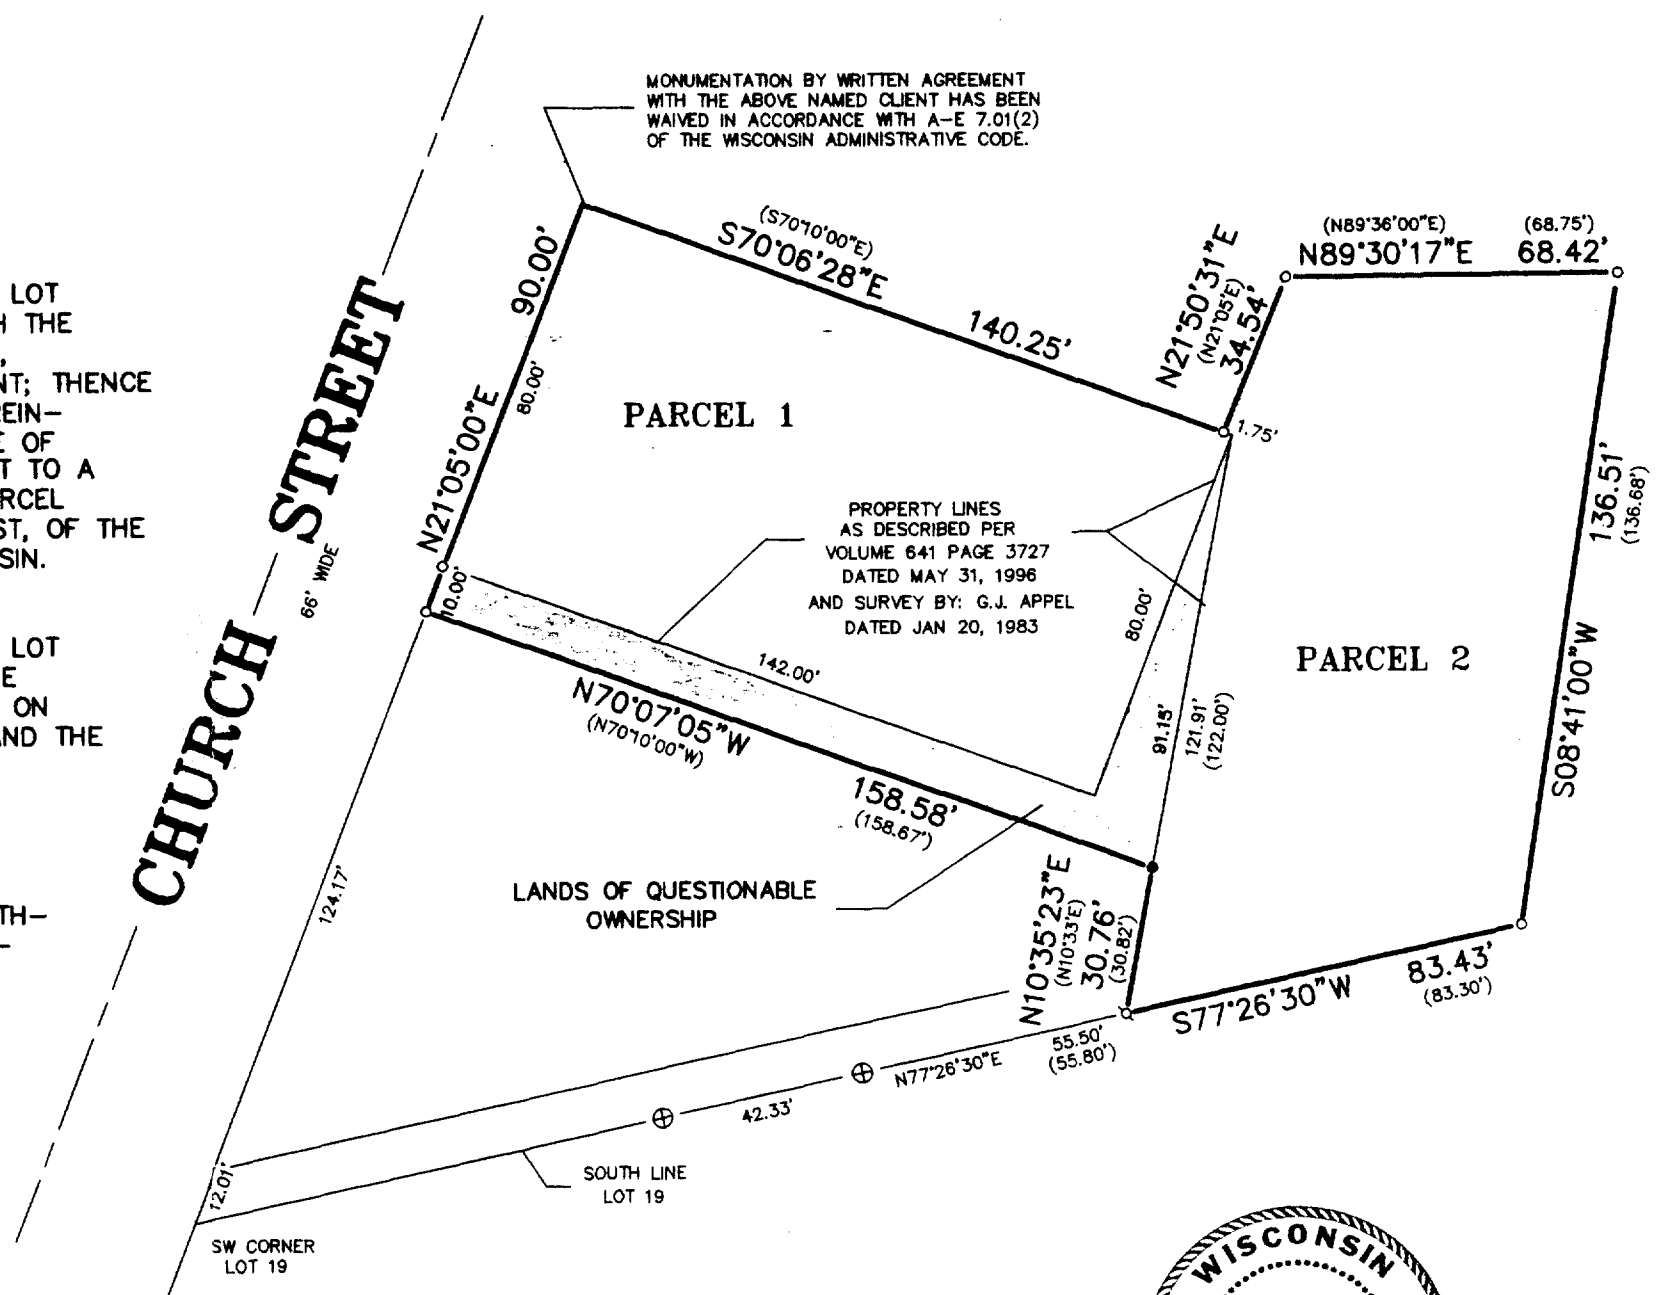 MONUMENTATION BY WRITTEN AGREEMENT
WITH THE ABOVE NAMED CLIENT HAS BEEN
WAIVED IN ACCORDANCE WITH A-E 7.01(2)
OF THE WISCONSIN ADMINISTRATIVE CODE.
LOT
THE
NT; THENCE
REIN-
E OF
T TO A
RCEL
ST, OF THE
SIN.
LOT
E
ON
AND THE
TH-
CHURCH STREET
66' WIDE
90.00'
N21°05'00"E
80.00'
10.00'
(S70°10'00"E)
S70°06'28"E
140.25'
PARCEL 1
N21°50'31"E
(N21°05'E)
34.54'
1.75'
(N89°36'00"E)
N89°30'17"E
(68.75')
68.42'
136.51'
(136.68')
S08°41'00"W
PARCEL 2
PROPERTY LINES
AS DESCRIBED PER
VOLUME 641 PAGE 3727
DATED MAY 31, 1996
AND SURVEY BY: G.J. APPEL
DATED JAN 20, 1983
80.00'
91.15'
121.91'
(122.00')
142.00'
N70°07'05"W
(N70°10'00"W)
158.58'
(158.67')
LANDS OF QUESTIONABLE
OWNERSHIP
N10°35'23"E
(N10°33'E)
30.76'
(30.82')
83.43'
(83.30')
S77°26'30"W
55.50'
(55.80')
N77°26'30"E
42.33'
124.17'
12.01'
SOUTH LINE
LOT 19
SW CORNER
LOT 19
WISCONSIN